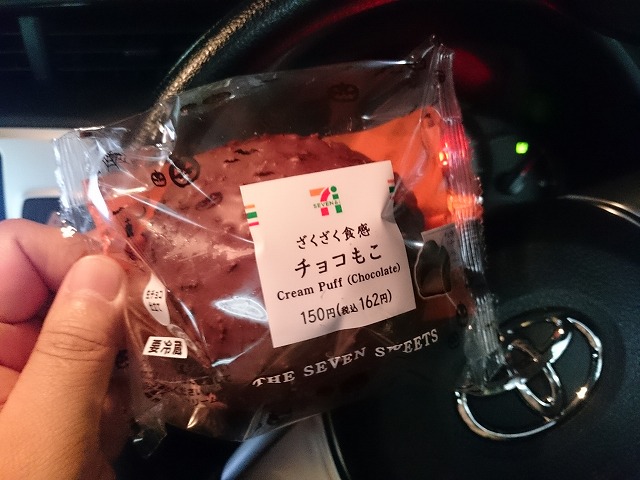 SEVEN&i
ざくざく食感
チョコもこ
Cream Puff (Chocolate)
150円(税込162円)
要冷蔵
THE SEVEN SWEETS